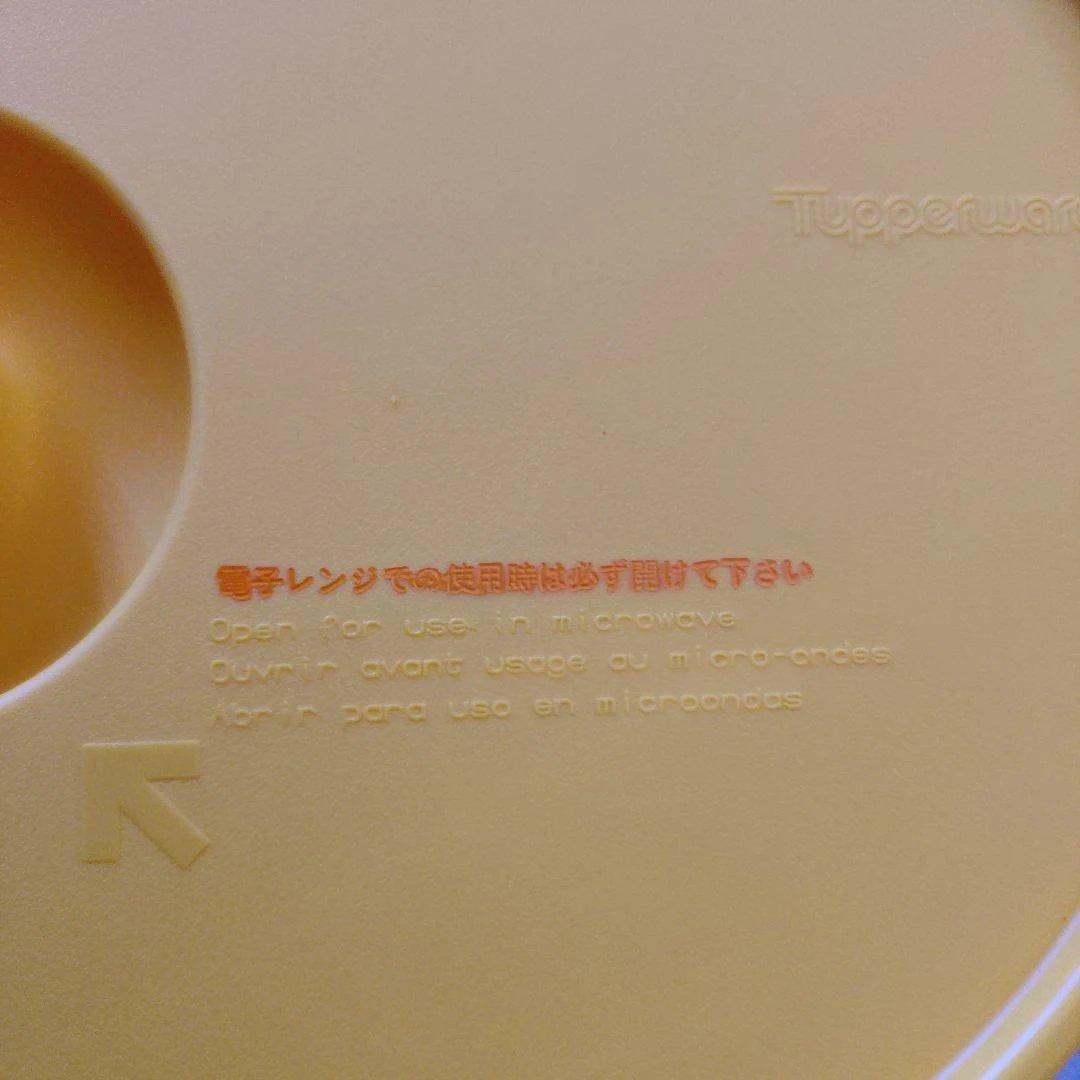 Tupperware
電子レンジでの使用時は必ず開けて下さい
Open for use in microwave
Ouvrir avant usage au micro-ondes
Abrir para uso en microondas